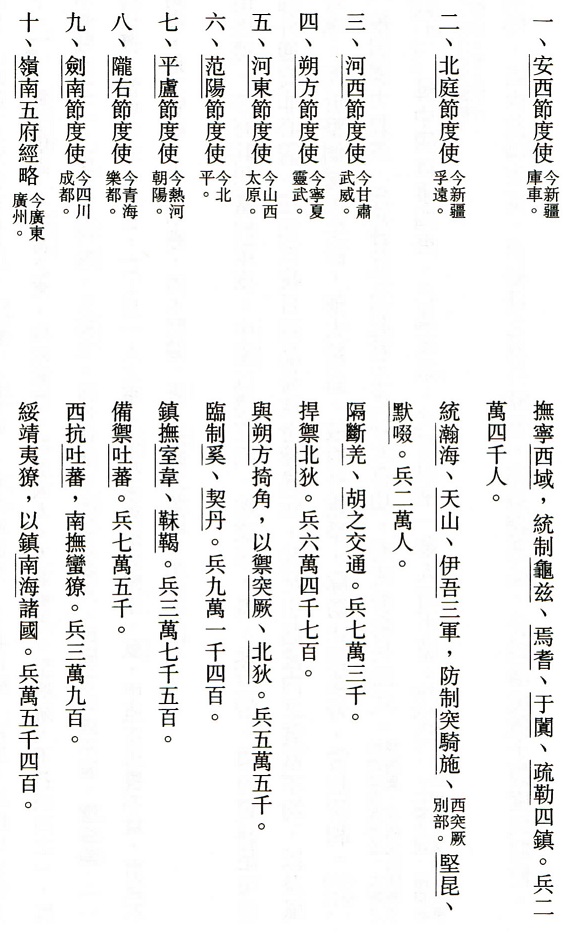 一、安西節度使今新疆庫車。
撫寧西域，統制龜茲、焉耆、于闐、疏勒四鎮。兵二
萬四千人。
二、北庭節度使今新疆孚遠。
統瀚海、天山、伊吾三軍，防制突騎施、西突厥別部。堅昆、
默啜。兵二萬人。
三、河西節度使今甘肅武威。
隔斷羌、胡之交通。兵七萬三千。
四、朔方節度使今寧夏靈武。
捍禦北狄。兵六萬四千七百。
五、河東節度使今山西太原。
與朔方掎角，以禦突厥、北狄。兵五萬五千。
六、范陽節度使今北平。
臨制奚、契丹。兵九萬一千四百。
七、平盧節度使今熱河朝陽。
鎮撫室韋、靺鞨。兵三萬七千五百。
八、隴右節度使今青海樂都。
備禦吐蕃。兵七萬五千。
九、劍南節度使今四川成都。
西抗吐蕃，南撫蠻獠。兵三萬九百。
十、嶺南五府經略今廣東廣州。
綏靖夷獠，以鎮南海諸國。兵萬五千四百。